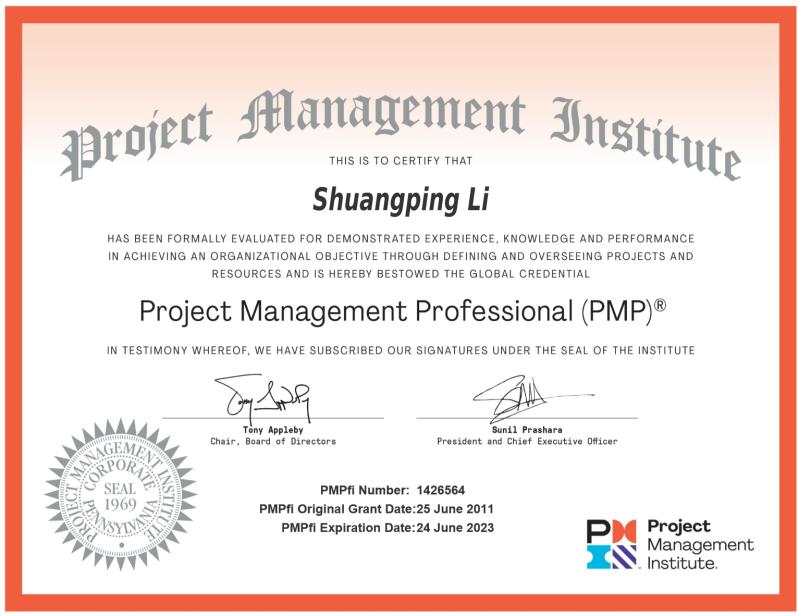 Project Management Institute
THIS IS TO CERTIFY THAT
Shuangping Li
HAS BEEN FORMALLY EVALUATED FOR DEMONSTRATED EXPERIENCE, KNOWLEDGE AND PERFORMANCE
IN ACHIEVING AN ORGANIZATIONAL OBJECTIVE THROUGH DEFINING AND OVERSEEING PROJECTS AND
RESOURCES AND IS HEREBY BESTOWED THE GLOBAL CREDENTIAL
Project Management Professional (PMP)®
IN TESTIMONY WHEREOF, WE HAVE SUBSCRIBED OUR SIGNATURES UNDER THE SEAL OF THE INSTITUTE
Tony Appleby
Tony Appleby
Chair, Board of Directors
Sunil Prashara
President and Chief Executive Officer
PROJECT MANAGEMENT INSTITUTE
CORPORATE
SEAL
1969
PENNSYLVANIA
PMPfi Number: 1426564
PMPfi Original Grant Date:25 June 2011
PMPfi Expiration Date:24 June 2023
Project
Management
Institute.